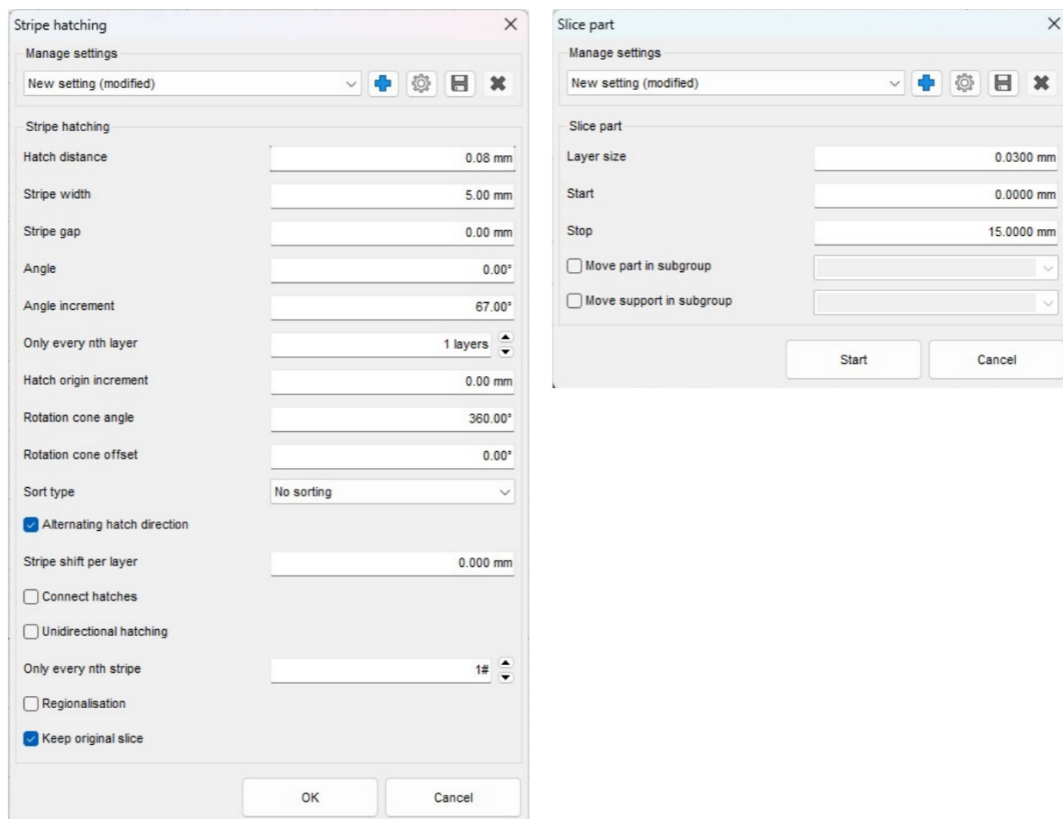 Stripe hatching
Manage settings
New setting (modified)
Stripe hatching
Hatch distance 0.08 mm
Stripe width 5.00 mm
Stripe gap 0.00 mm
Angle 0.00°
Angle increment 67.00°
Only every nth layer 1 layers
Hatch origin increment 0.00 mm
Rotation cone angle 360.00°
Rotation cone offset 0.00°
Sort type No sorting
Alternating hatch direction
Stripe shift per layer 0.000 mm
Connect hatches
Unidirectional hatching
Only every nth stripe 1#
Regionalisation
Keep original slice
OK Cancel
Slice part
Manage settings
New setting (modified)
Slice part
Layer size 0.0300 mm
Start 0.0000 mm
Stop 15.0000 mm
Move part in subgroup
Move support in subgroup
Start Cancel